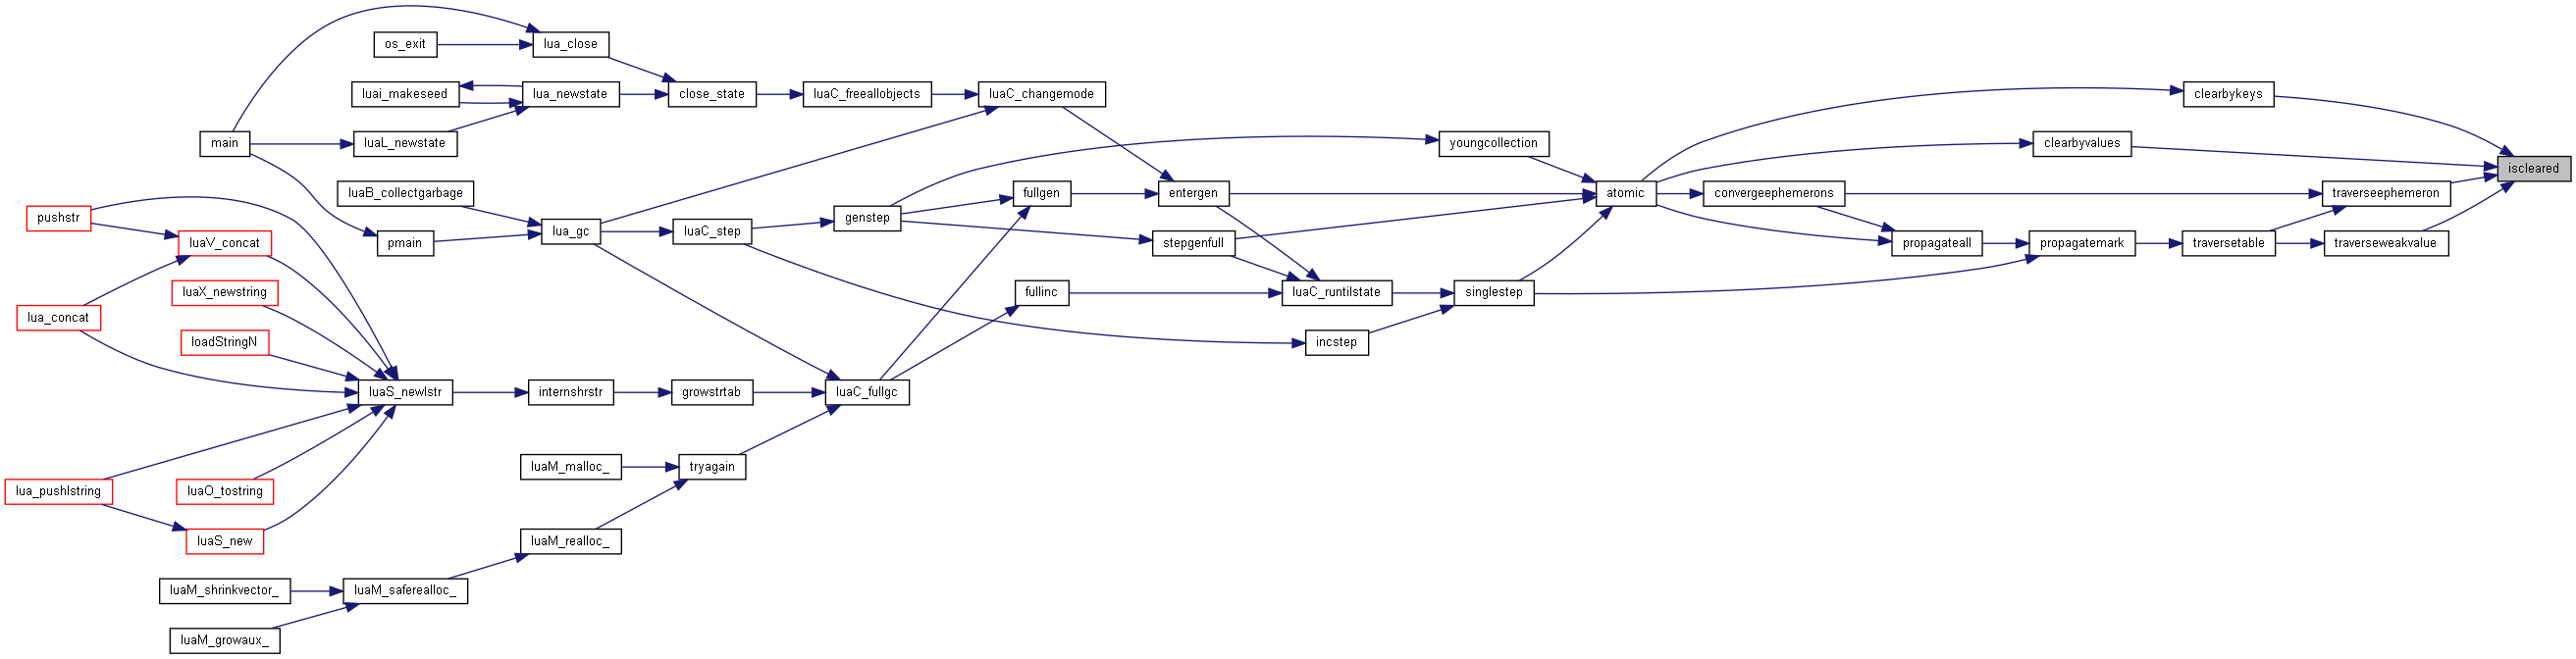 os_exit
lua_close
luai_makeseed
lua_newstate
close_state
luaC_freeallobjects
luaC_changemode
clearbykeys
main
luaL_newstate
youngcollection
clearbyvalues
iscleared
luaB_collectgarbage
fullgen
entergen
atomic
convergeephemerons
traverseephemeron
pushstr
luaV_concat
pmain
lua_gc
luaC_step
genstep
stepgenfull
propagateall
propagatemark
traversetable
traverseweakvalue
luaX_newstring
fullinc
luaC_runtilstate
singlestep
lua_concat
loadStringN
incstep
luaS_newlstr
internshrstr
growstrtab
luaC_fullgc
luaM_malloc_
tryagain
lua_pushlstring
luaO_tostring
luaS_new
luaM_realloc_
luaM_shrinkvector_
luaM_saferealloc_
luaM_growaux_